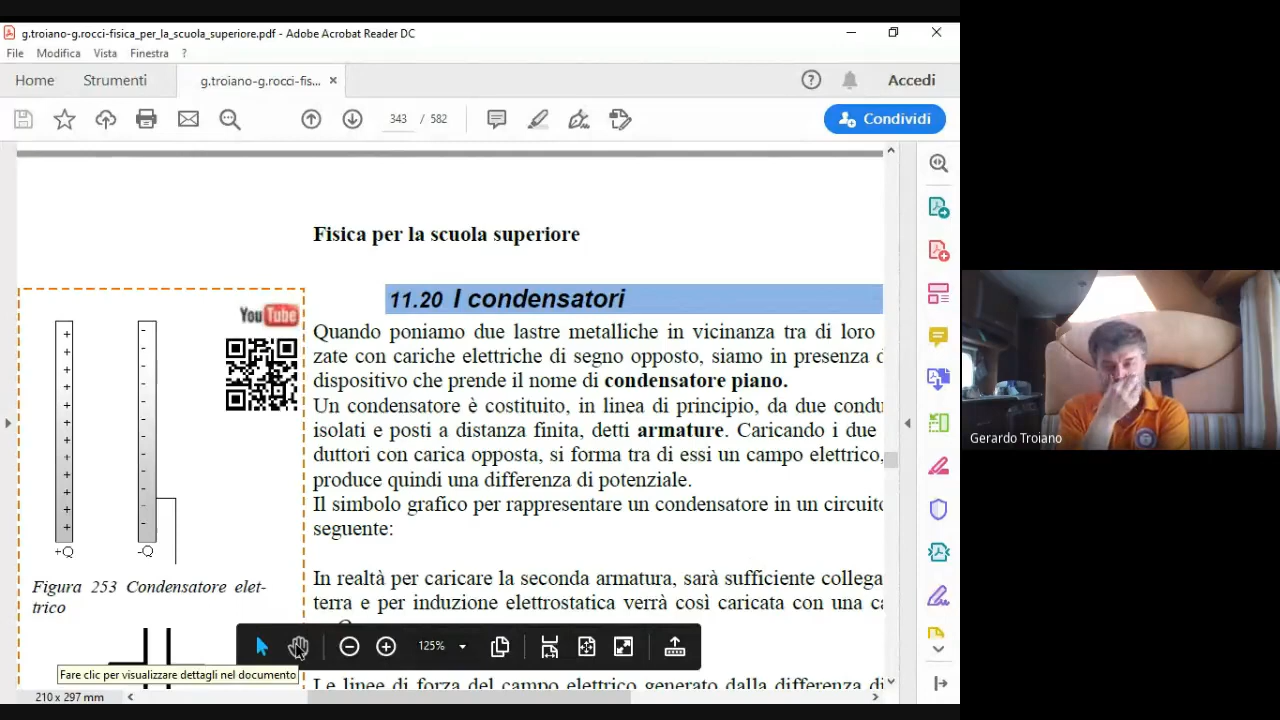 g.troiano-g.rocci-fisica_per_la_scuola_superiore.pdf - Adobe Acrobat Reader DC
File Modifica Vista Finestra ?
Home Strumenti g.troiano-g.rocci-fis... × Accedi
343 / 582 Condividi
Fisica per la scuola superiore
You Tube
11.20 I condensatori
Quando poniamo due lastre metalliche in vicinanza tra di loro
zate con cariche elettriche di segno opposto, siamo in presenza d
dispositivo che prende il nome di condensatore piano.
Un condensatore è costituito, in linea di principio, da due condu
isolati e posti a distanza finita, detti armature. Caricando i due
duttori con carica opposta, si forma tra di essi un campo elettrico,
produce quindi una differenza di potenziale.
Il simbolo grafico per rappresentare un condensatore in un circuito
seguente:
+Q -Q
Figura 253 Condensatore elet-
trico
In realtà per caricare la seconda armatura, sarà sufficiente collega
terra e per induzione elettrostatica verrà così caricata con una ca
125%
Fare clic per visualizzare dettagli nel documento
Le linee di forza del campo elettrico generato dalla differenza di
210 x 297 mm
Gerardo Troiano